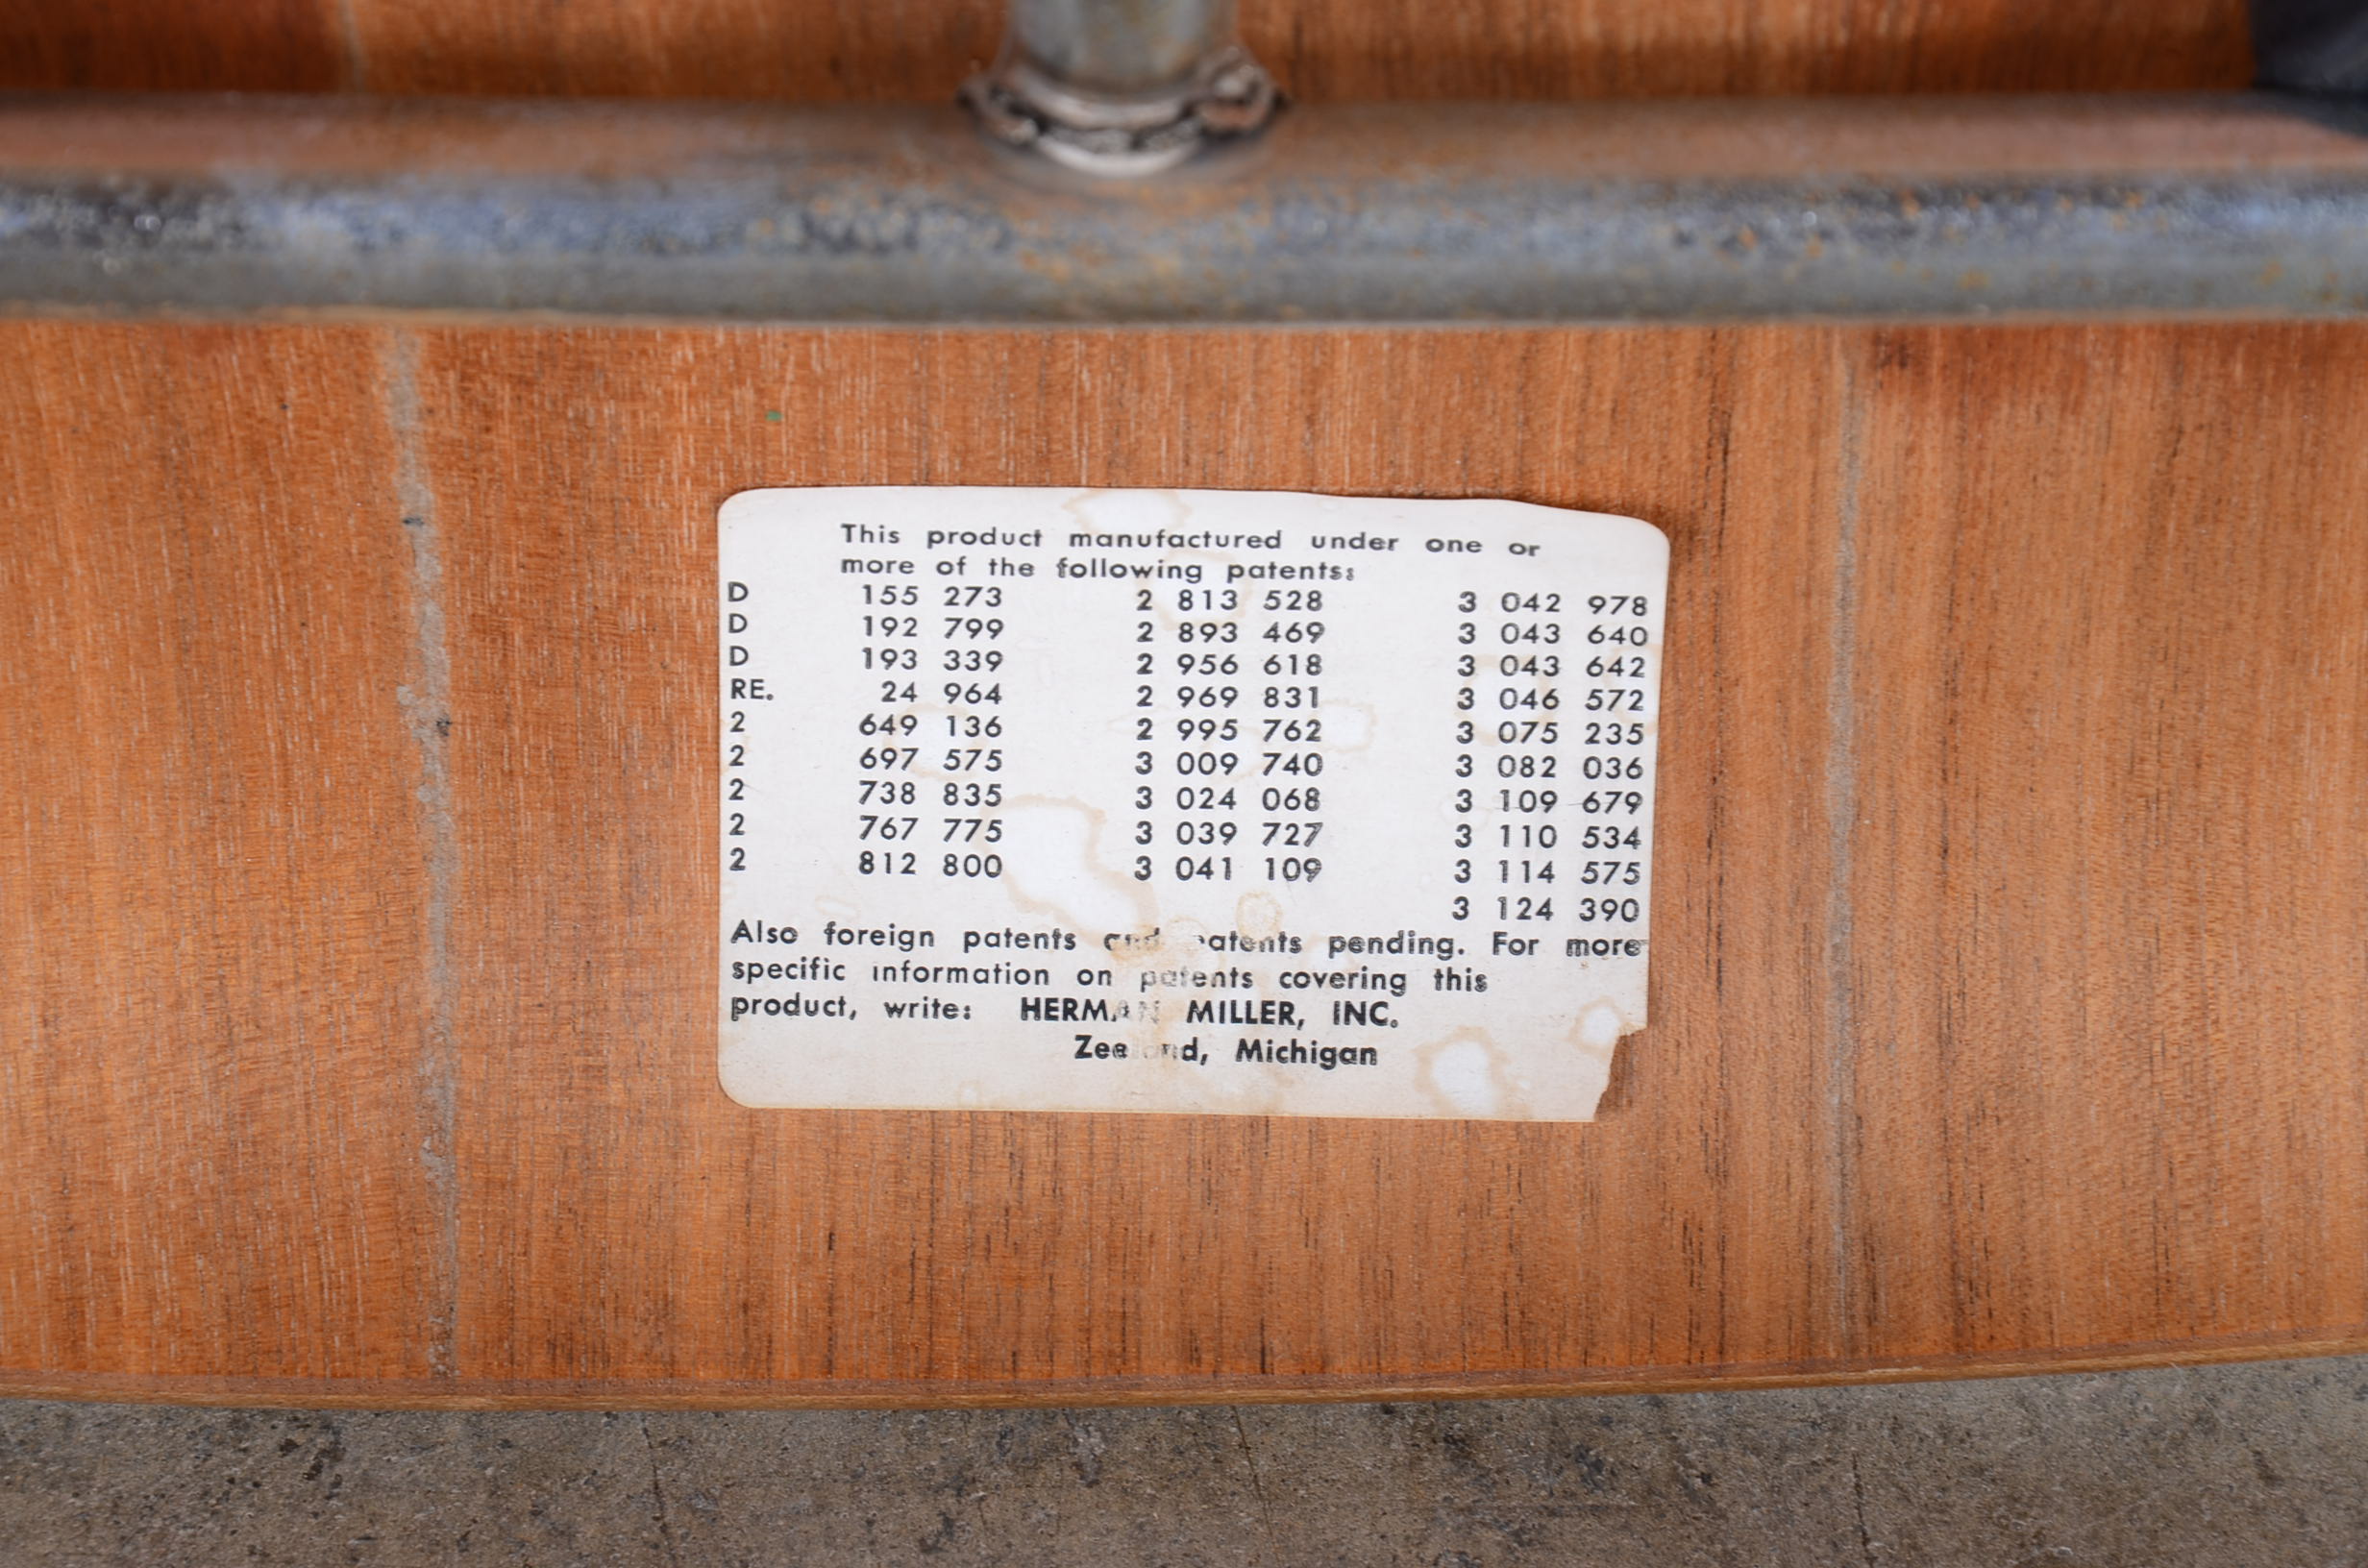 This product manufactured under one or
more of the following patents:
D 155 273 2 813 528 3 042 978
D 192 799 2 893 469 3 043 640
D 193 339 2 956 618 3 043 642
RE. 24 964 2 969 831 3 046 572
2 649 136 2 995 762 3 075 235
2 697 575 3 009 740 3 082 036
2 738 835 3 024 068 3 109 679
2 767 775 3 039 727 3 110 534
2 812 800 3 041 109 3 114 575
3 124 390
Also foreign patents and patents pending. For more
specific information on patents covering this
product, write: HERMAN MILLER, INC.
Zeeland, Michigan